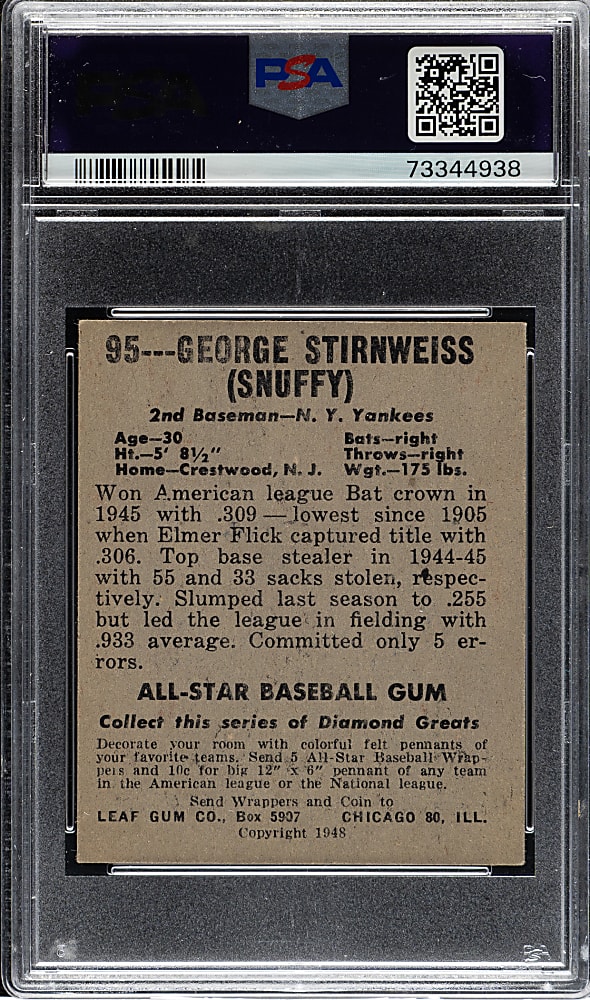 PSA
73344938
95---GEORGE STIRNWEISS
(SNUFFY)
2nd Baseman—N. Y. Yankees
Age—30 Bats—right
Ht.—5' 8½" Throws—right
Home—Crestwood, N. J. Wgt.—175 lbs.
Won American league Bat crown in
1945 with .309 — lowest since 1905
when Elmer Flick captured title with
.306. Top base stealer in 1944-45
with 55 and 33 sacks stolen, respec-
tively. Slumped last season to .255
but led the league in fielding with
.933 average. Committed only 5 er-
rors.
ALL-STAR BASEBALL GUM
Collect this series of Diamond Greats
Decorate your room with colorful felt pennants of
your favorite teams. Send 5 All-Star Baseball Wrap-
pers and 10c for big 12" x 6" pennant of any team
in the American league or the National league.
Send Wrappers and Coin to
LEAF GUM CO., Box 5907 CHICAGO 80, ILL.
Copyright 1948
PSA